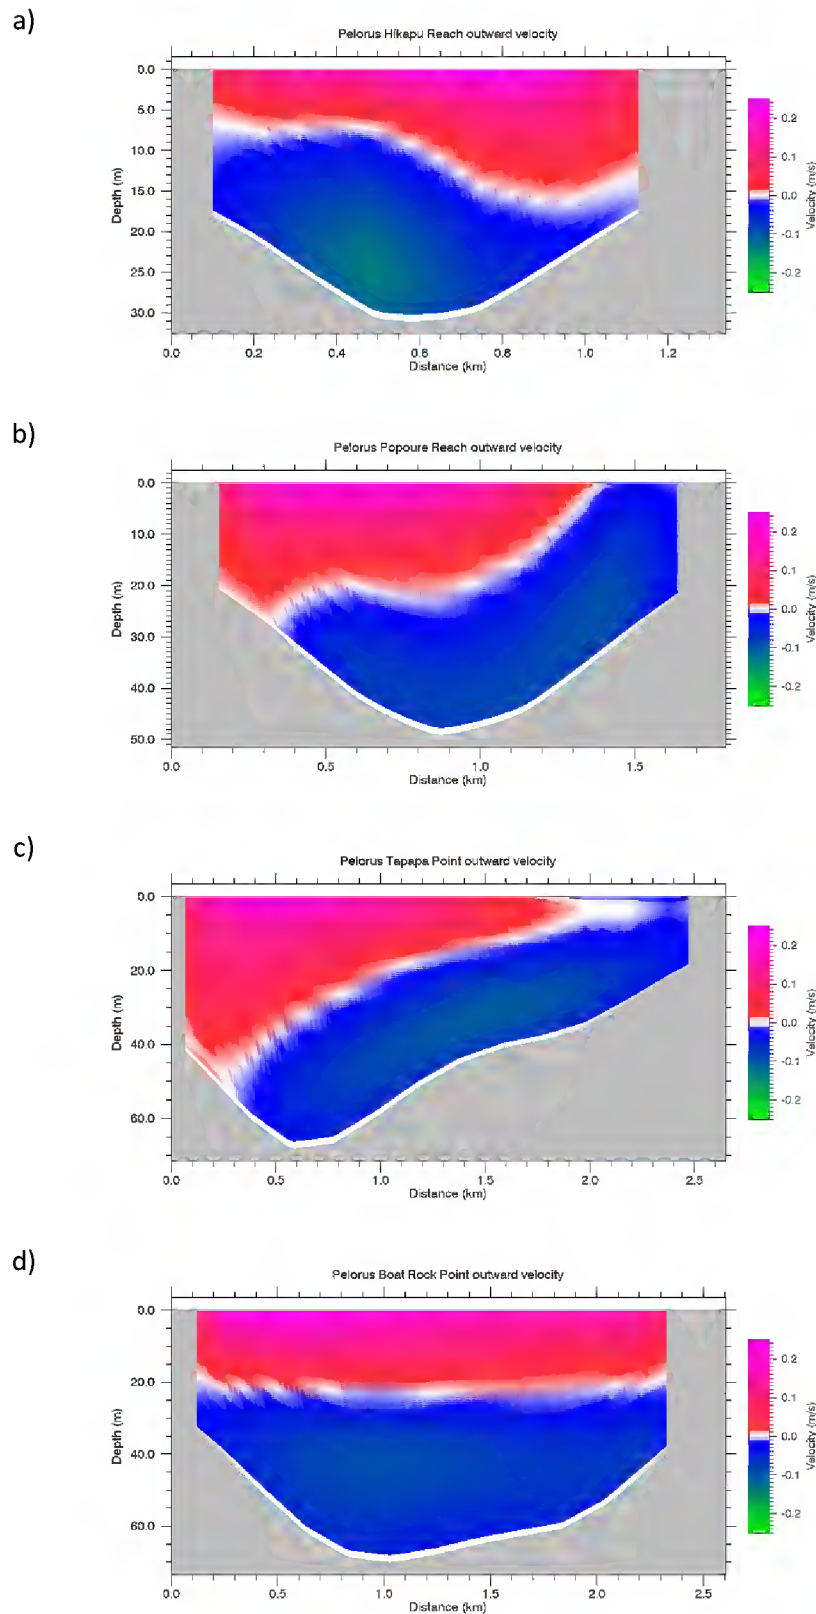 a)
Pelorus Hikapu Reach outward velocity
0.0
5.0
10.0
15.0
20.0
25.0
30.0
Depth (m)
0.0 0.2 0.4 0.6 0.8 1.0 1.2
Distance (km)
0.2
0.1
0.0
-0.1
-0.2
Velocity (m/s)
b)
Pelorus Popoure Reach outward velocity
0.0
10.0
20.0
30.0
40.0
50.0
Depth (m)
0.0 0.5 1.0 1.5
Distance (km)
0.2
0.1
0.0
-0.1
-0.2
Velocity (m/s)
c)
Pelorus Tapapa Point outward velocity
0.0
20.0
40.0
60.0
Depth (m)
0.0 0.5 1.0 1.5 2.0 2.5
Distance (km)
0.2
0.1
0.0
-0.1
-0.2
Velocity (m/s)
d)
Pelorus Boat Rock Point outward velocity
0.0
20.0
40.0
60.0
Depth (m)
0.0 0.5 1.0 1.5 2.0 2.5
Distance (km)
0.2
0.1
0.0
-0.1
-0.2
Velocity (m/s)